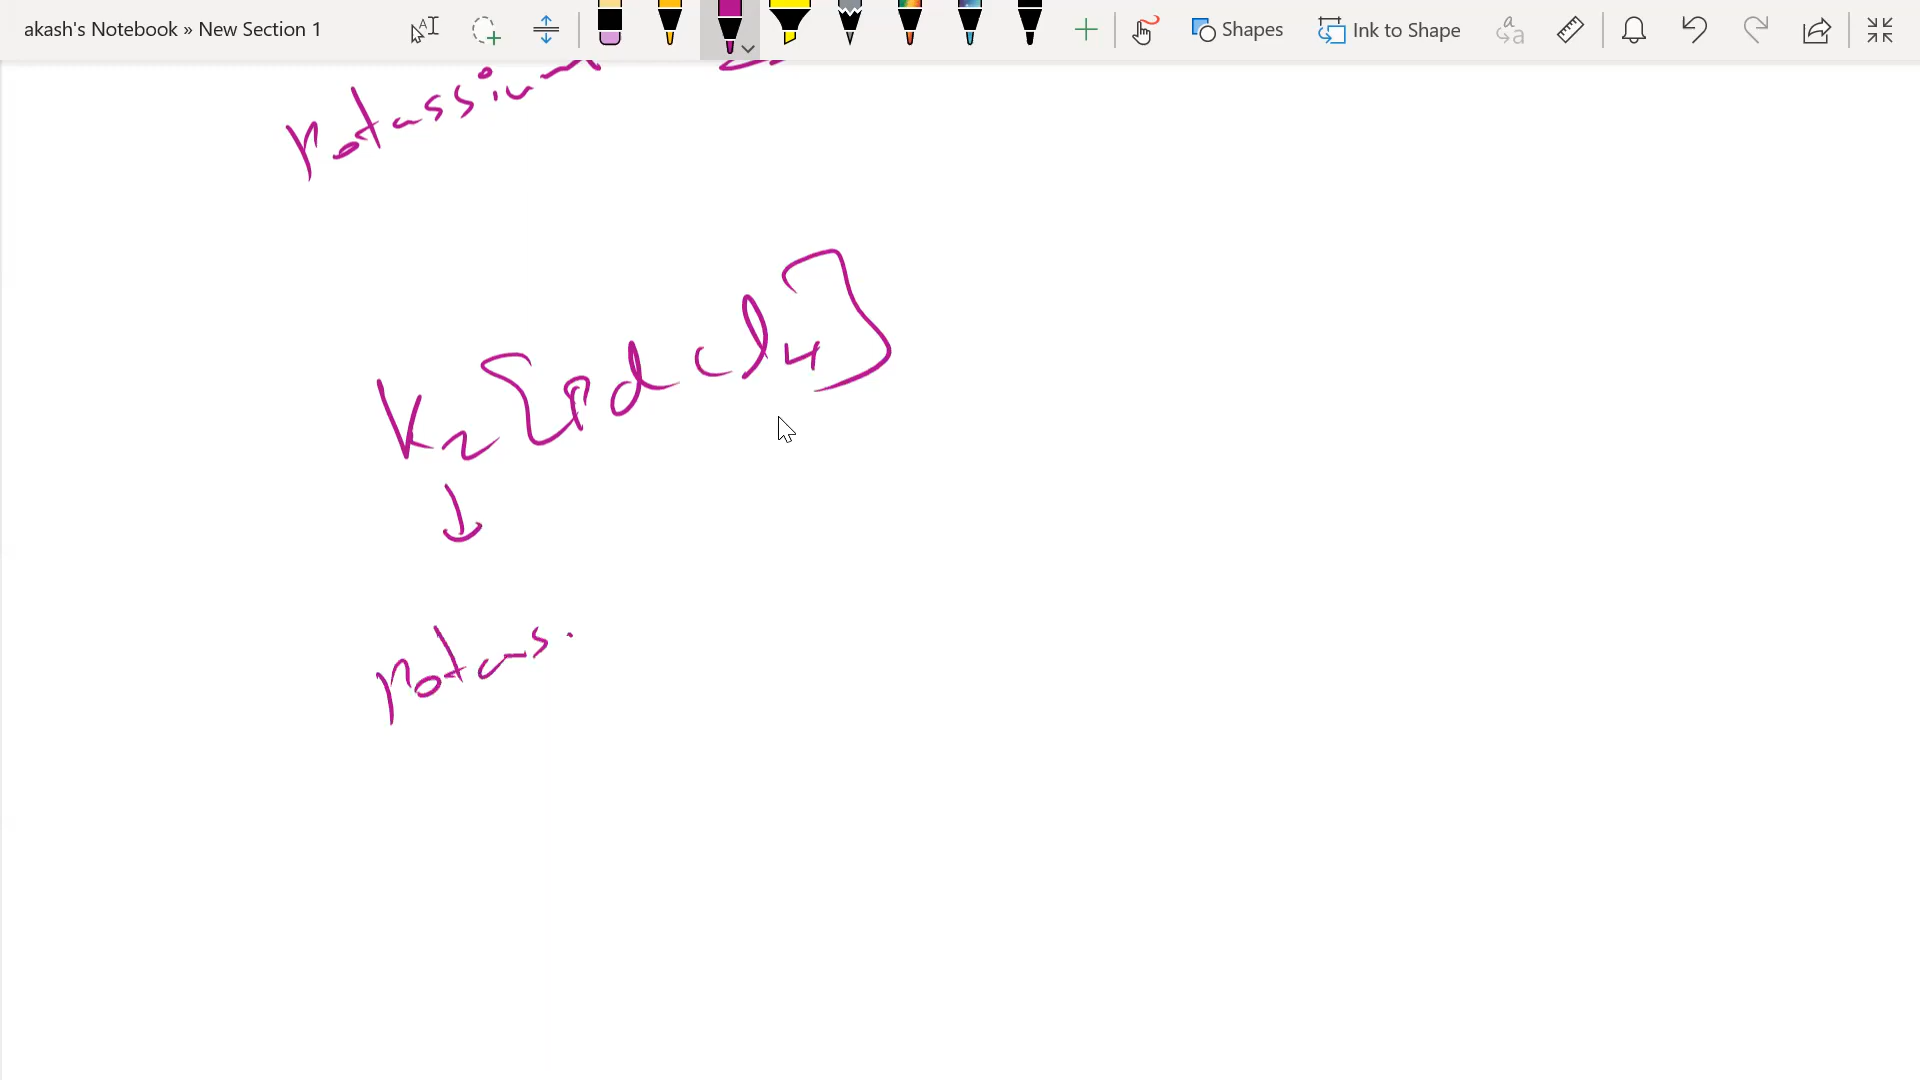 akash's Notebook » New Section 1
Shapes
Ink to Shape
Potassium
K2[PdCl4]
↓
Potas.